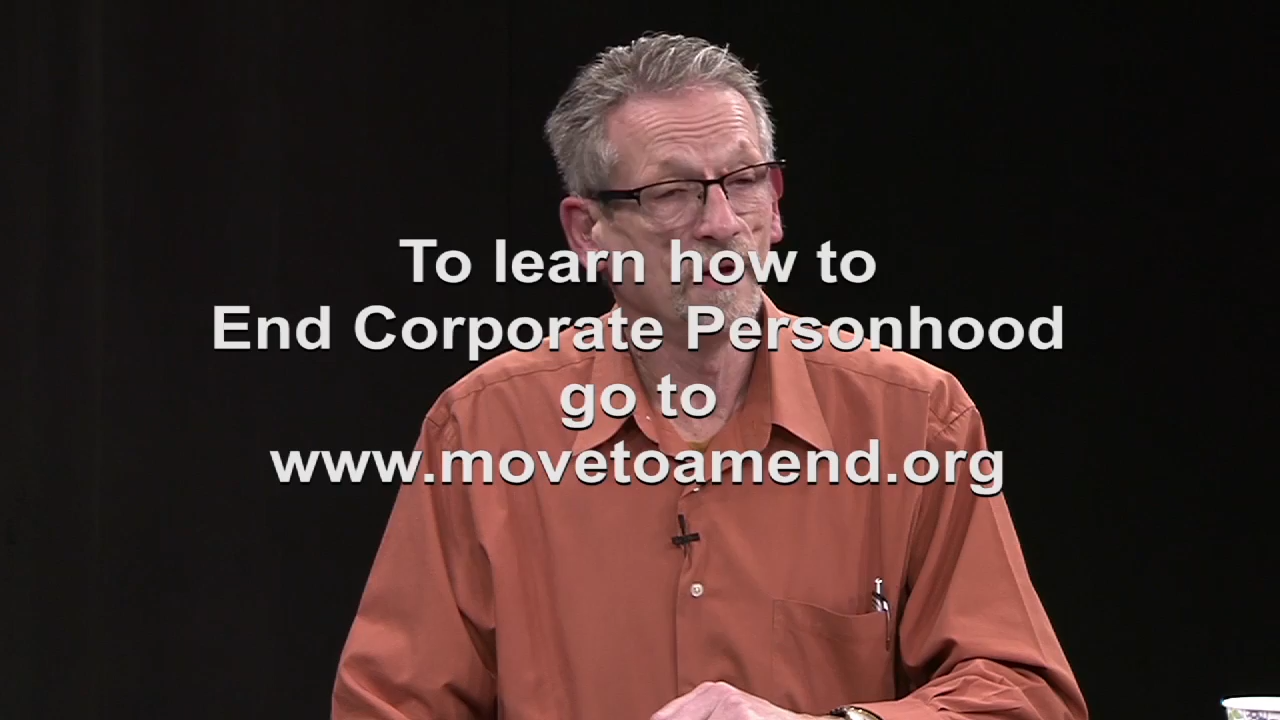 To learn how to
End Corporate Personhood
go to
www.movetoamend.org